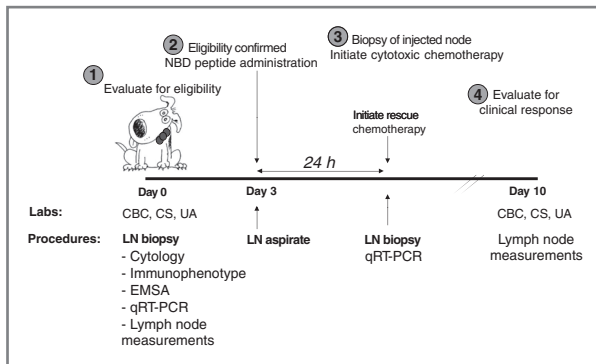 1
Evaluate for eligibility
2
Eligibility confirmed
NBD peptide administration
3
Biopsy of injected node
Initiate cytotoxic chemotherapy
4
Evaluate for
clinical response
Initiate rescue
chemotherapy
24 h
Day 0
Day 3
Day 10
Labs:
CBC, CS, UA
CBC, CS, UA
Procedures:
LN biopsy
- Cytology
- Immunophenotype
- EMSA
- qRT-PCR
- Lymph node
measurements
LN aspirate
LN biopsy
qRT-PCR
Lymph node
measurements